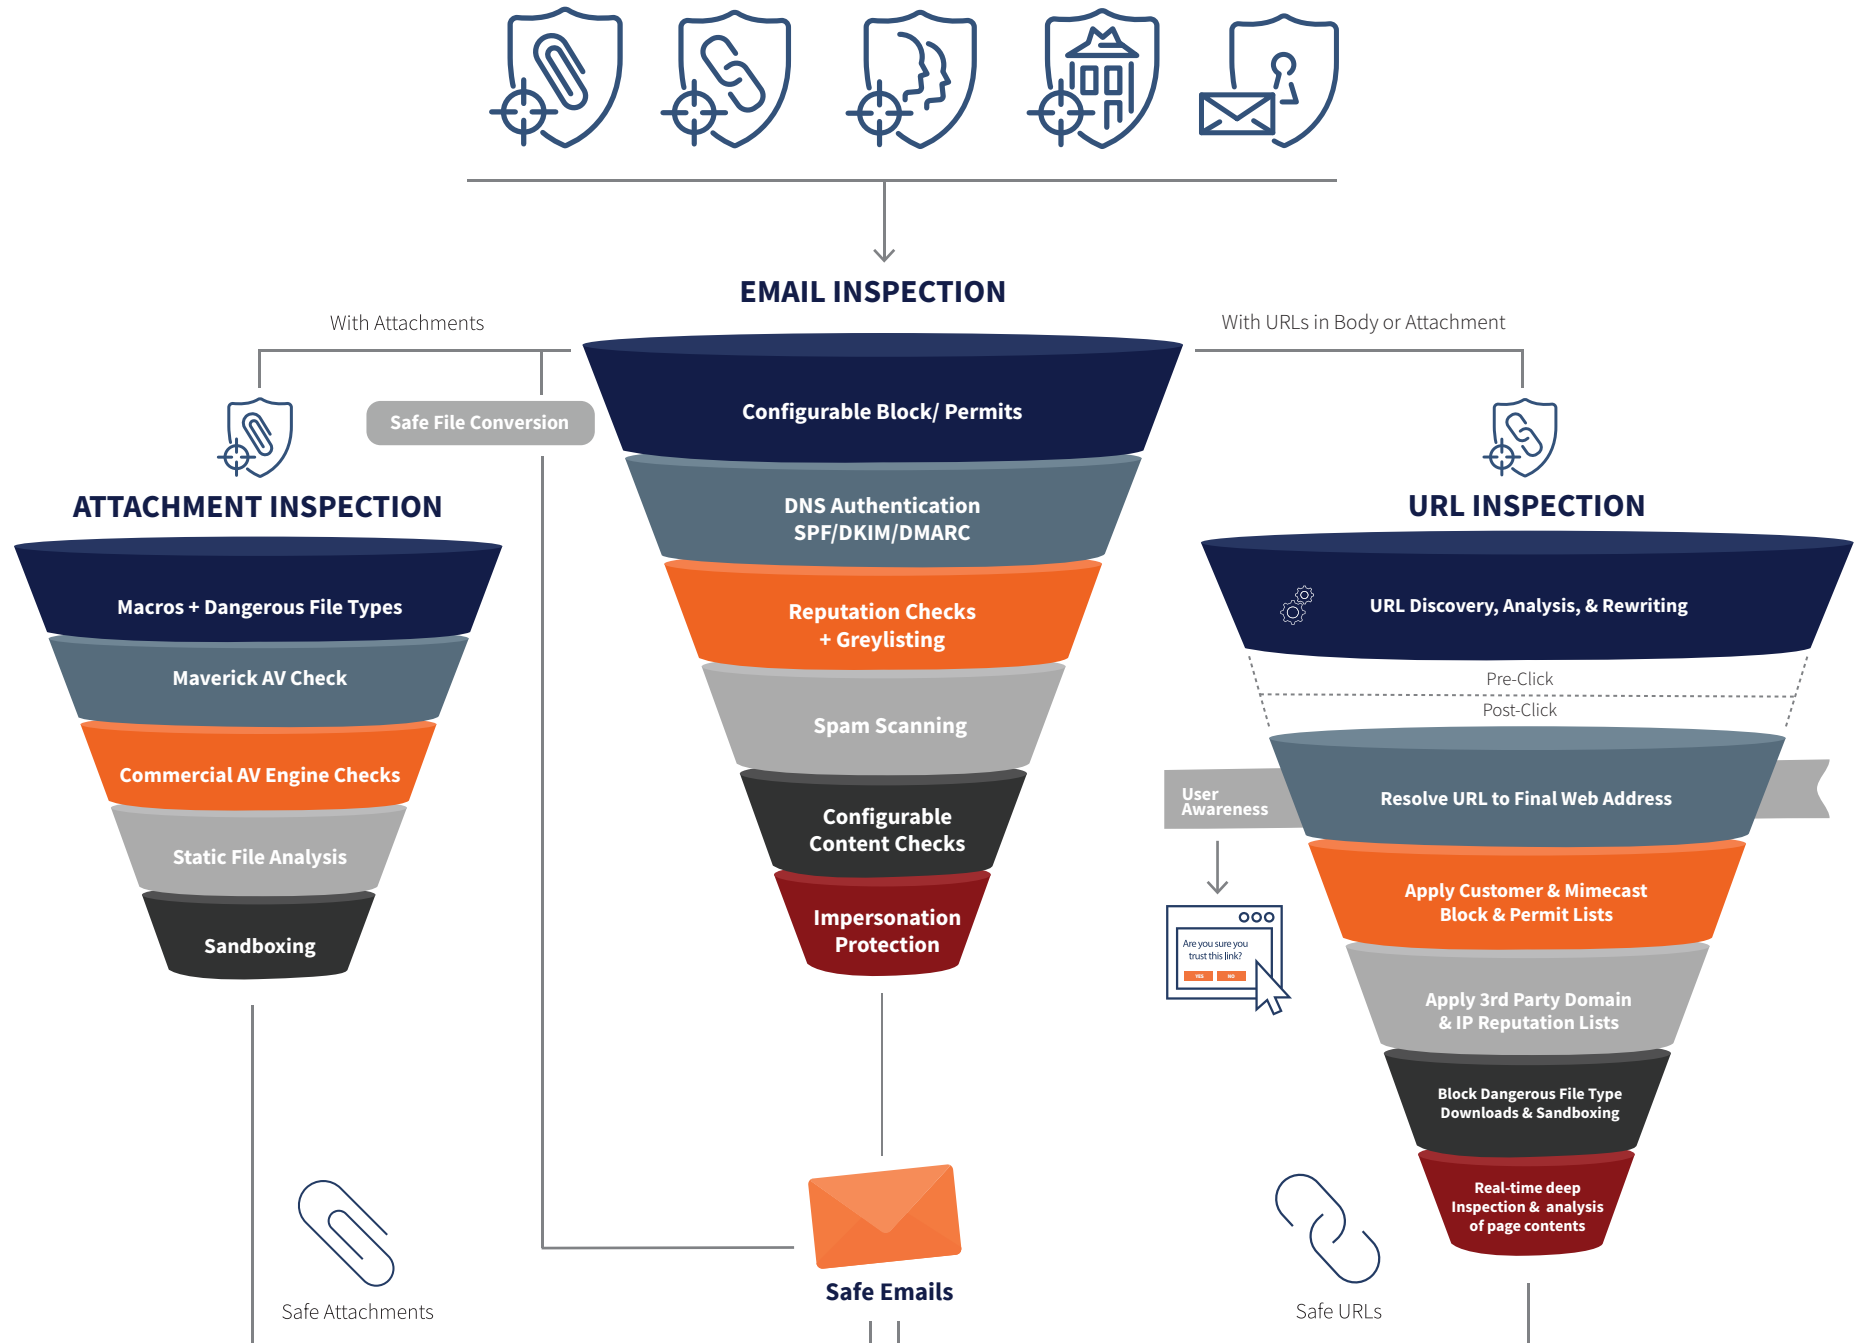 EMAIL INSPECTION
With Attachments
With URLs in Body or Attachment
Safe File Conversion
Configurable Block/ Permits
DNS Authentication
SPF/DKIM/DMARC
Reputation Checks
+ Greylisting
Spam Scanning
Configurable
Content Checks
Impersonation
Protection
ATTACHMENT INSPECTION
Macros + Dangerous File Types
Maverick AV Check
Commercial AV Engine Checks
Static File Analysis
Sandboxing
URL INSPECTION
URL Discovery, Analysis, & Rewriting
Pre-Click
Post-Click
User
Awareness
Resolve URL to Final Web Address
Are you sure you
trust this link?
YES
NO
Apply Customer & Mimecast
Block & Permit Lists
Apply 3rd Party Domain
& IP Reputation Lists
Block Dangerous File Type
Downloads & Sandboxing
Real-time deep
Inspection & analysis
of page contents
Safe Attachments
Safe Emails
Safe URLs